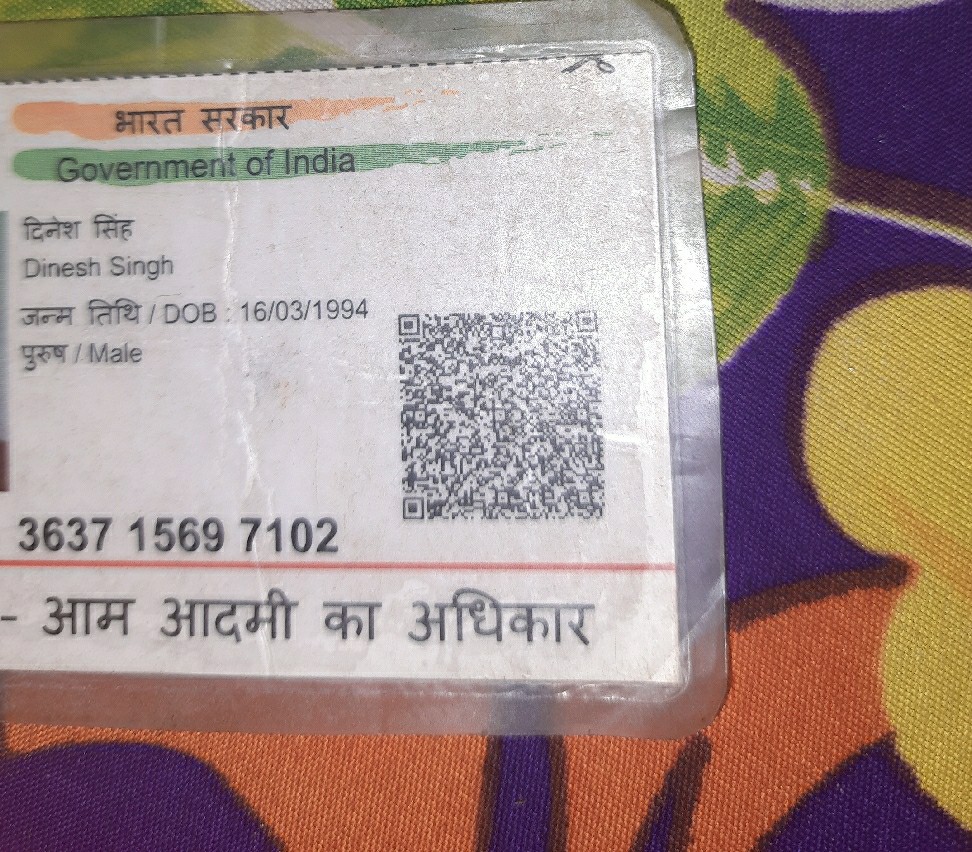 भारत सरकार
Government of India
दिनेश सिंह
Dinesh Singh
जन्म तिथि / DOB : 16/03/1994
पुरुष / Male
3637 1569 7102
- आम आदमी का अधिकार